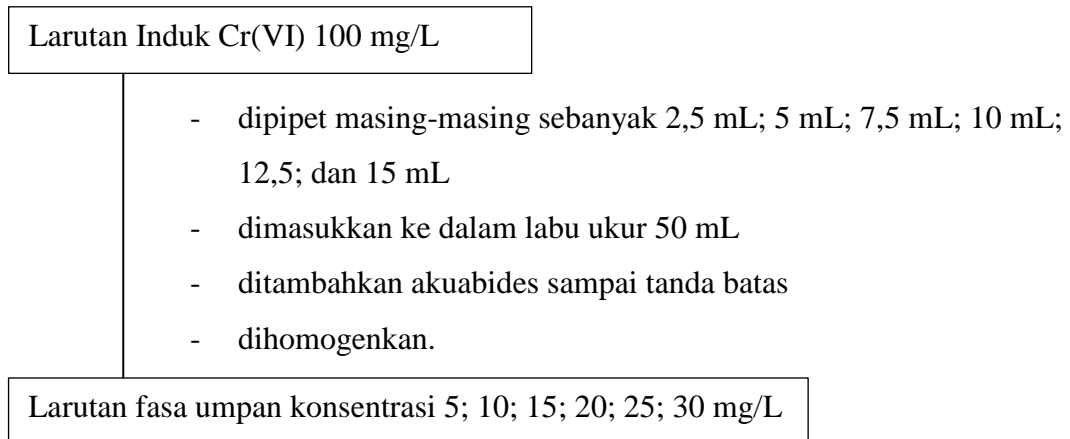 Larutan Induk Cr(VI) 100 mg/L
- dipipet masing-masing sebanyak 2,5 mL; 5 mL; 7,5 mL; 10 mL;
12,5; dan 15 mL
- dimasukkan ke dalam labu ukur 50 mL
- ditambahkan akuabides sampai tanda batas
- dihomogenkan.
Larutan fasa umpan konsentrasi 5; 10; 15; 20; 25; 30 mg/L